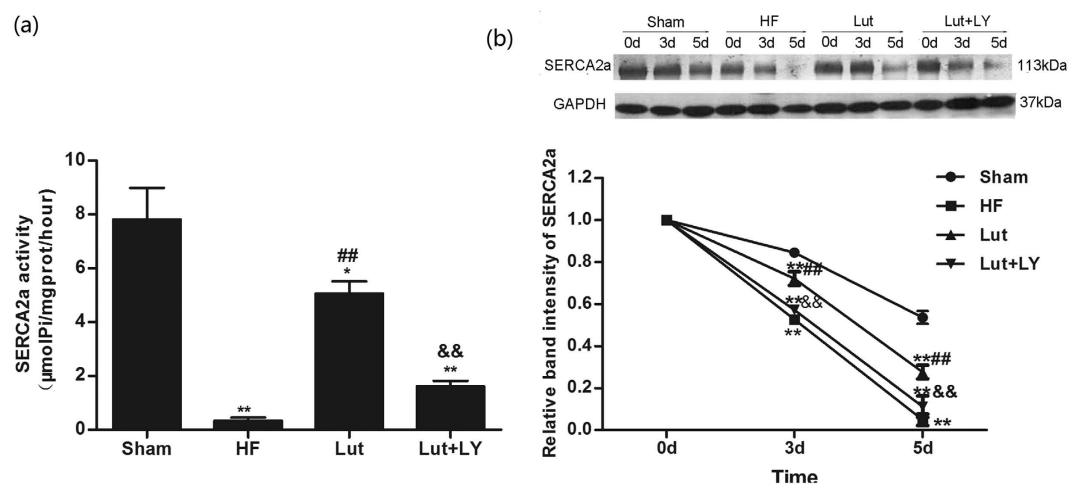 (a)
SERCA2a activity
(μmolPi/mgprot/hour)
10
8
6
4
2
0
**
##
*
&&
**
Sham HF Lut Lut+LY
(b)
Sham HF Lut Lut+LY
0d 3d 5d 0d 3d 5d 0d 3d 5d 0d 3d 5d
SERCA2a 113kDa
GAPDH 37kDa
Relative band intensity of SERCA2a
1.2
1.0
0.8
0.6
0.4
0.2
0.0
Sham
HF
Lut
Lut+LY
**##
**&&
**
**##
**&&
**
0d 3d 5d
Time